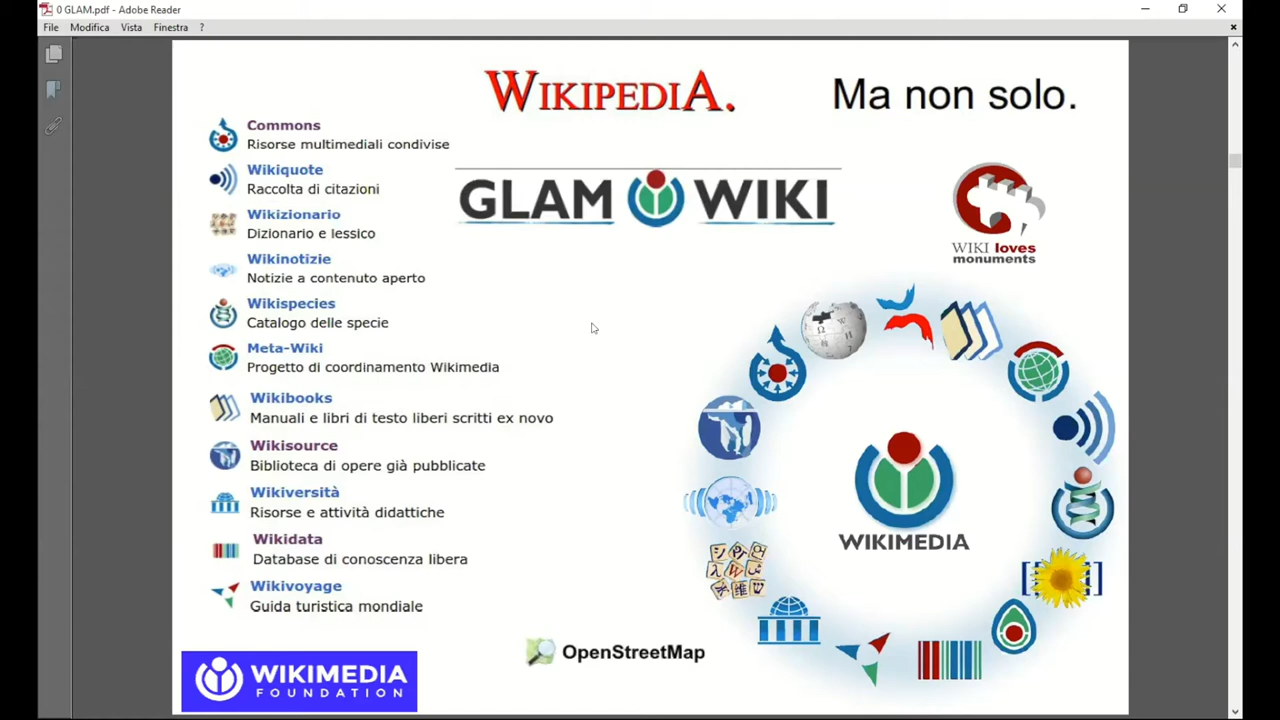 0 GLAM.pdf - Adobe Reader
File Modifica Vista Finestra ?
WIKIPEDIA.
Ma non solo.
Commons
Risorse multimediali condivise
Wikiquote
Raccolta di citazioni
Wikizionario
Dizionario e lessico
Wikinotizie
Notizie a contenuto aperto
Wikispecies
Catalogo delle specie
Meta-Wiki
Progetto di coordinamento Wikimedia
Wikibooks
Manuali e libri di testo liberi scritti ex novo
Wikisource
Biblioteca di opere già pubblicate
Wikiversità
Risorse e attività didattiche
Wikidata
Database di conoscenza libera
Wikivoyage
Guida turistica mondiale
WIKIMEDIA
FOUNDATION
GLAM WIKI
WIKI loves
monuments
WIKIMEDIA
OpenStreetMap